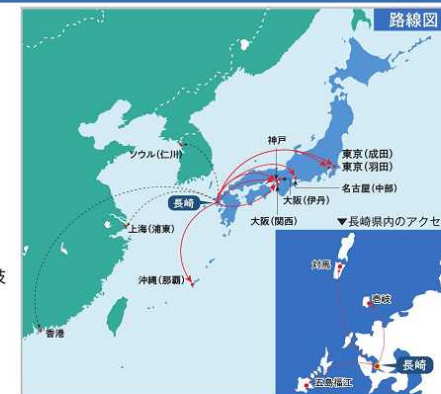 路線図
ソウル(仁川)
神戸
東京(成田)
東京(羽田)
名古屋(中部)
大阪(伊丹)
大阪(関西)
長崎
上海(浦東)
沖縄(那覇)
香港
▼長崎県内のアクセ
対馬
壱岐
長崎
五島福江
岐